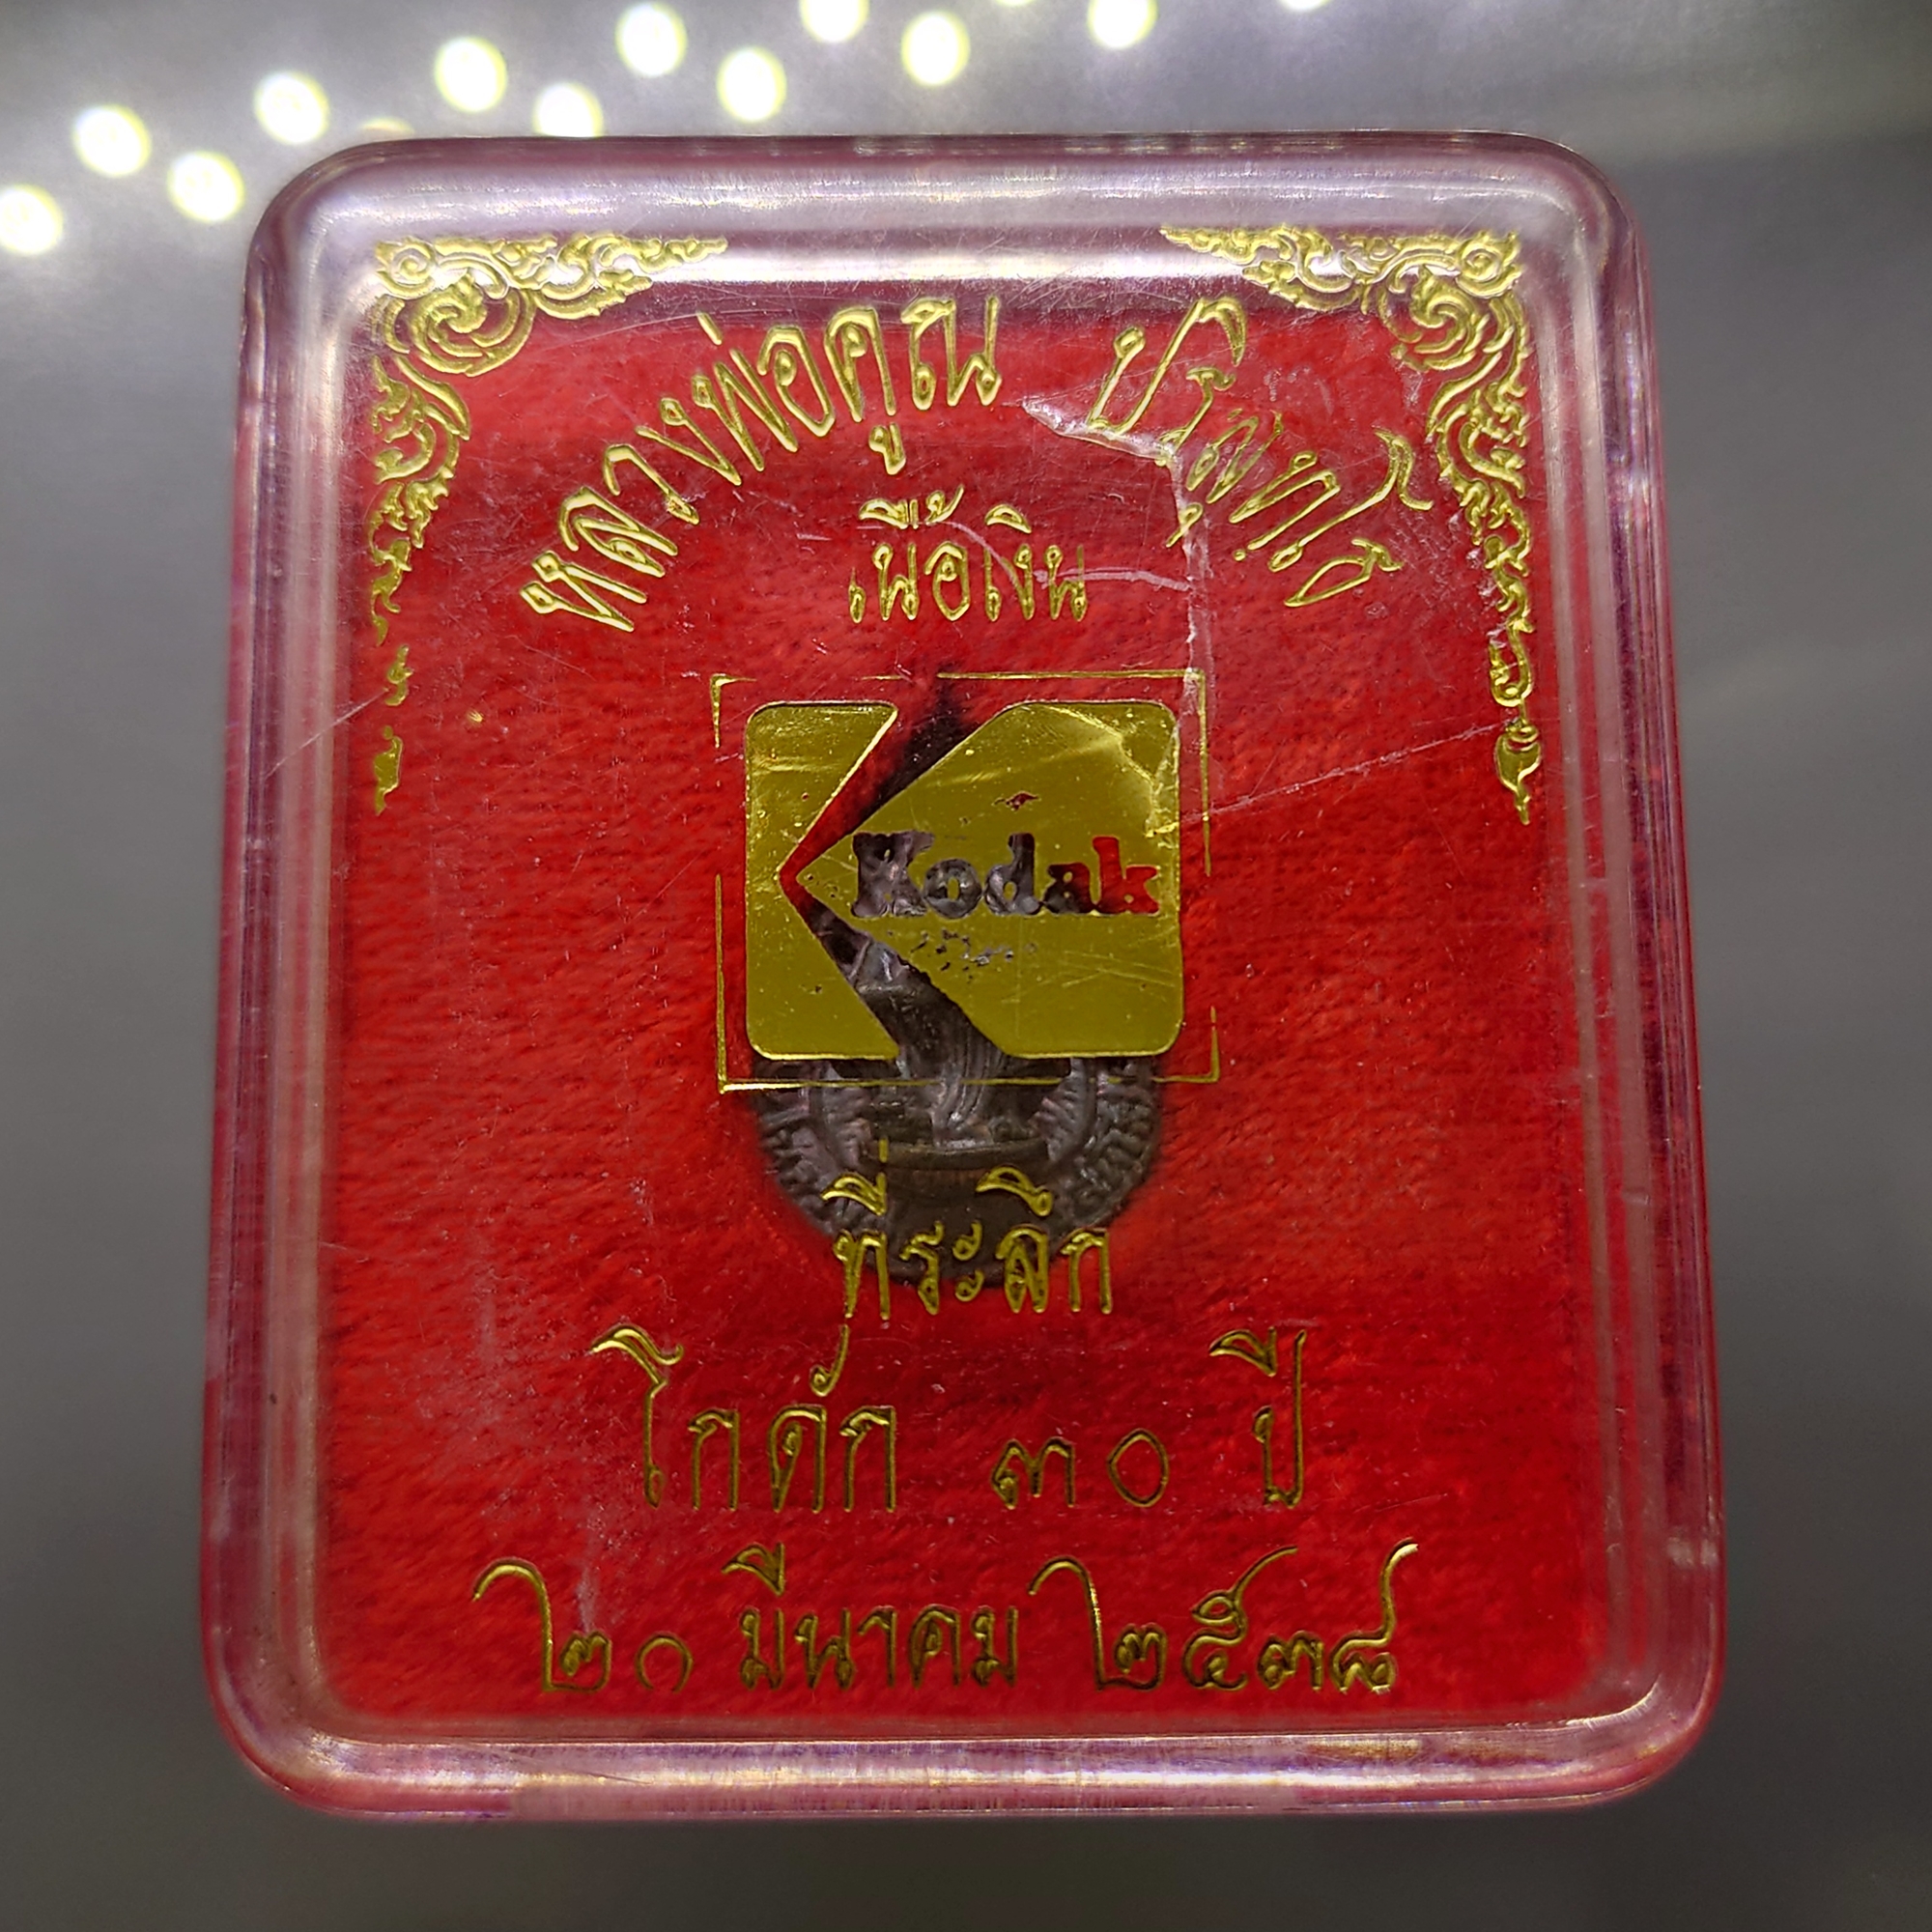 หลวงพ่อคูณ ปริสุทโธ
เนื้อเงิน
Kodak
ที่ระลึก
โกดัก ๓๐ ปี
๒๑ มีนาคม ๒๕๓๘